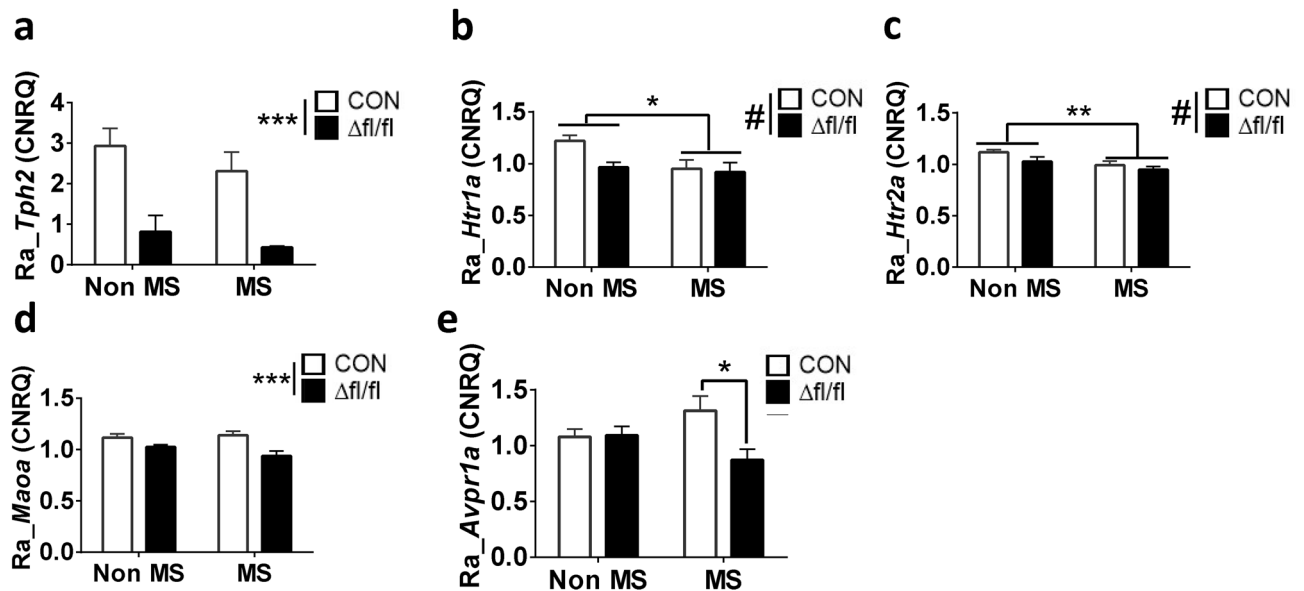 a
Ra_Tph2 (CNRQ)
4
3
2
1
0
Non MS
MS
***
CON
Δfl/fl
b
Ra_Htr1a (CNRQ)
1.5
1.0
0.5
0.0
Non MS
MS
*
#
CON
Δfl/fl
c
Ra_Htr2a (CNRQ)
1.5
1.0
0.5
0.0
Non MS
MS
**
#
CON
Δfl/fl
d
Ra_Maoa (CNRQ)
1.5
1.0
0.5
0.0
Non MS
MS
***
CON
Δfl/fl
e
Ra_Avpr1a (CNRQ)
1.5
1.0
0.5
0.0
Non MS
MS
*
CON
Δfl/fl